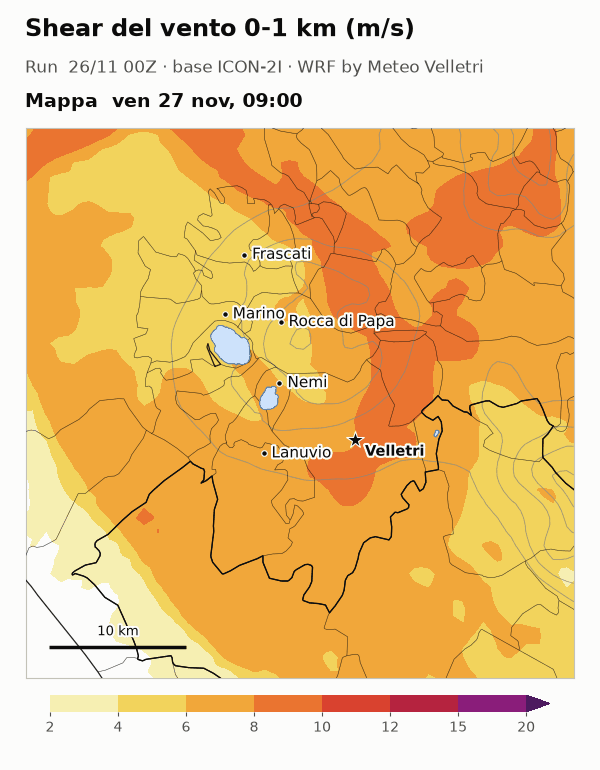 Shear del vento 0-1 km (m/s)
Run  26/11 00Z · base ICON-2I · WRF by Meteo Velletri
Mappa  ven 27 nov, 09:00
Frascati
Marino
Rocca di Papa
Nemi
Velletri
Lanuvio
10 km
2 4 6 8 10 12 15 20